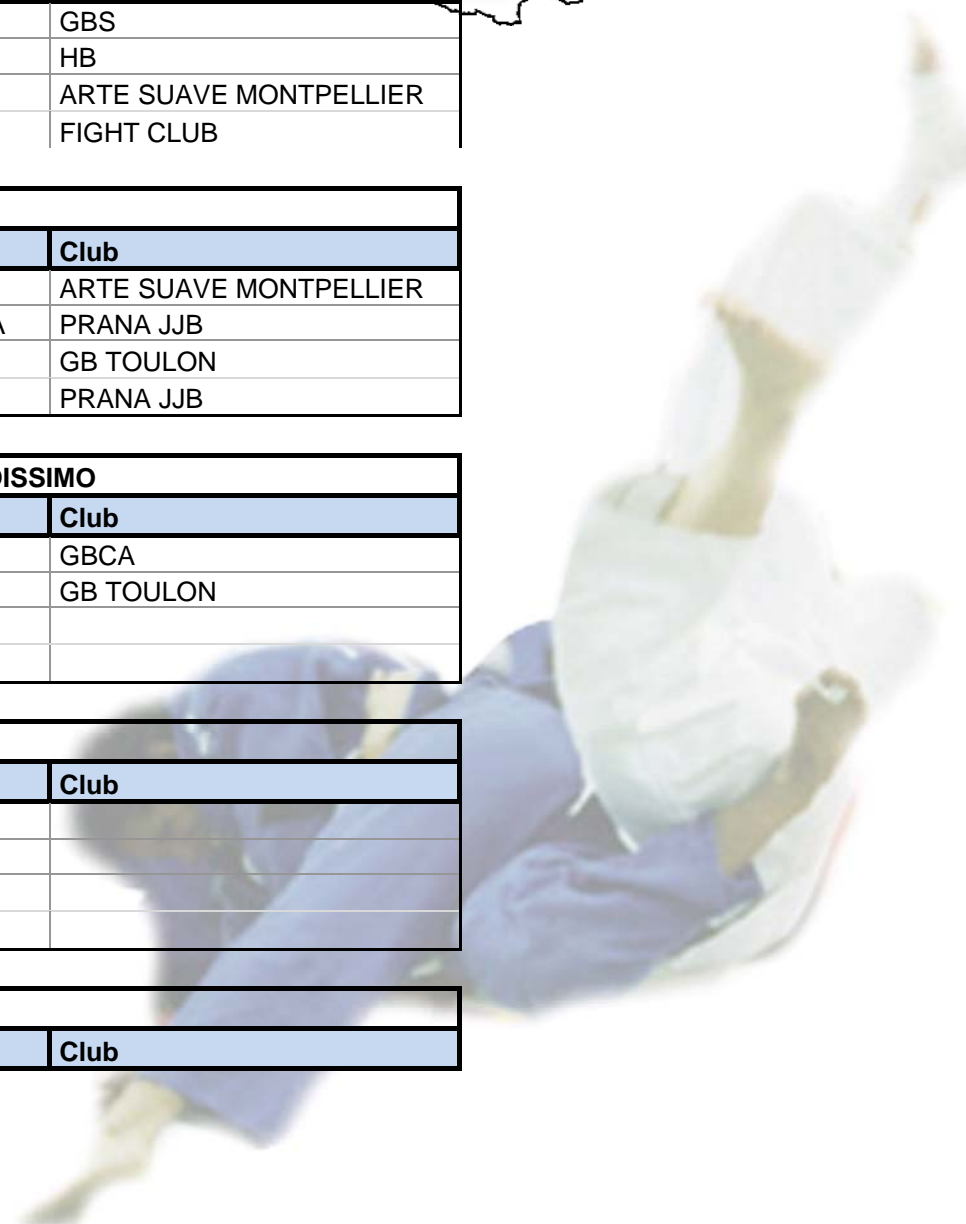 GBS
HB
ARTE SUAVE MONTPELLIER
FIGHT CLUB
Club
ARTE SUAVE MONTPELLIER
A PRANA JJB
GB TOULON
PRANA JJB
DISSIMO
Club
GBCA
GB TOULON
Club
Club